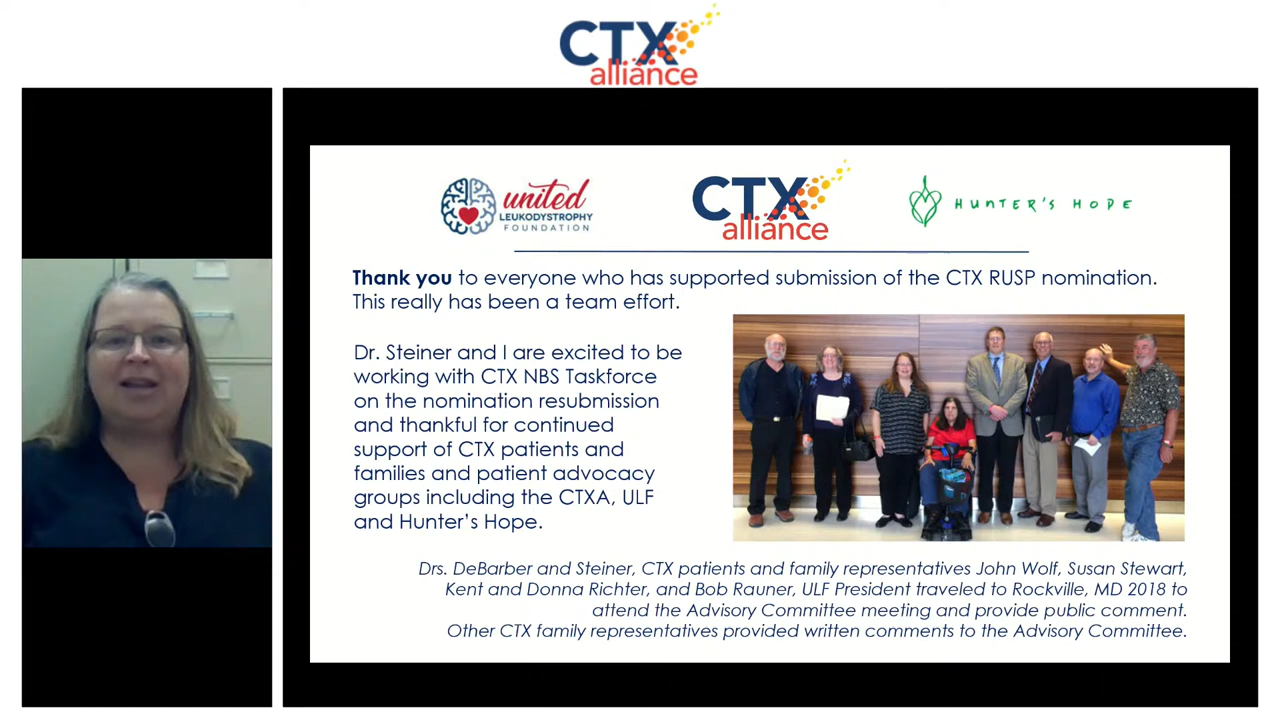 CTX
alliance
united
LEUKODYSTROPHY
FOUNDATION
CTX
alliance
HUNTER'S HOPE
Thank you to everyone who has supported submission of the CTX RUSP nomination.
This really has been a team effort.
Dr. Steiner and I are excited to be
working with CTX NBS Taskforce
on the nomination resubmission
and thankful for continued
support of CTX patients and
families and patient advocacy
groups including the CTXA, ULF
and Hunter's Hope.
Drs. DeBarber and Steiner, CTX patients and family representatives John Wolf, Susan Stewart,
Kent and Donna Richter, and Bob Rauner, ULF President traveled to Rockville, MD 2018 to
attend the Advisory Committee meeting and provide public comment.
Other CTX family representatives provided written comments to the Advisory Committee.